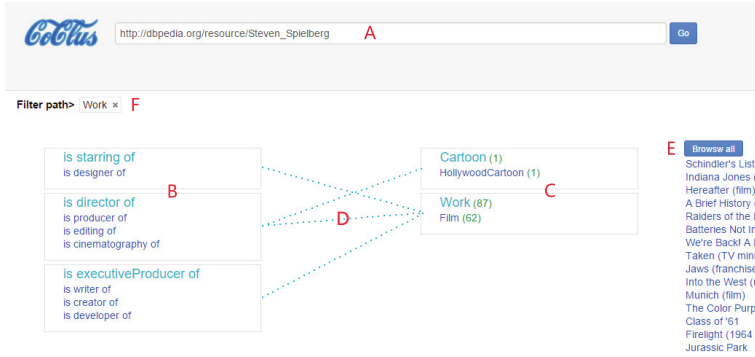 CoClus
http://dbpedia.org/resource/Steven_Spielberg A
Go
Filter path> Work × F
is starring of
is designer of
B
is director of
is producer of
is editing of
is cinematography of
is executiveProducer of
is writer of
is creator of
is developer of
D
Cartoon (1)
HollywoodCartoon (1)
C
Work (87)
Film (62)
E Browsw all
Schindler's List
Indiana Jones (
Hereafter (film)
A Brief History
Raiders of the
Batteries Not In
We're Back! A
Taken (TV mini
Jaws (franchise
Into the West (
Munich (film)
The Color Purp
Class of '61
Firelight (1964
Jurassic Park